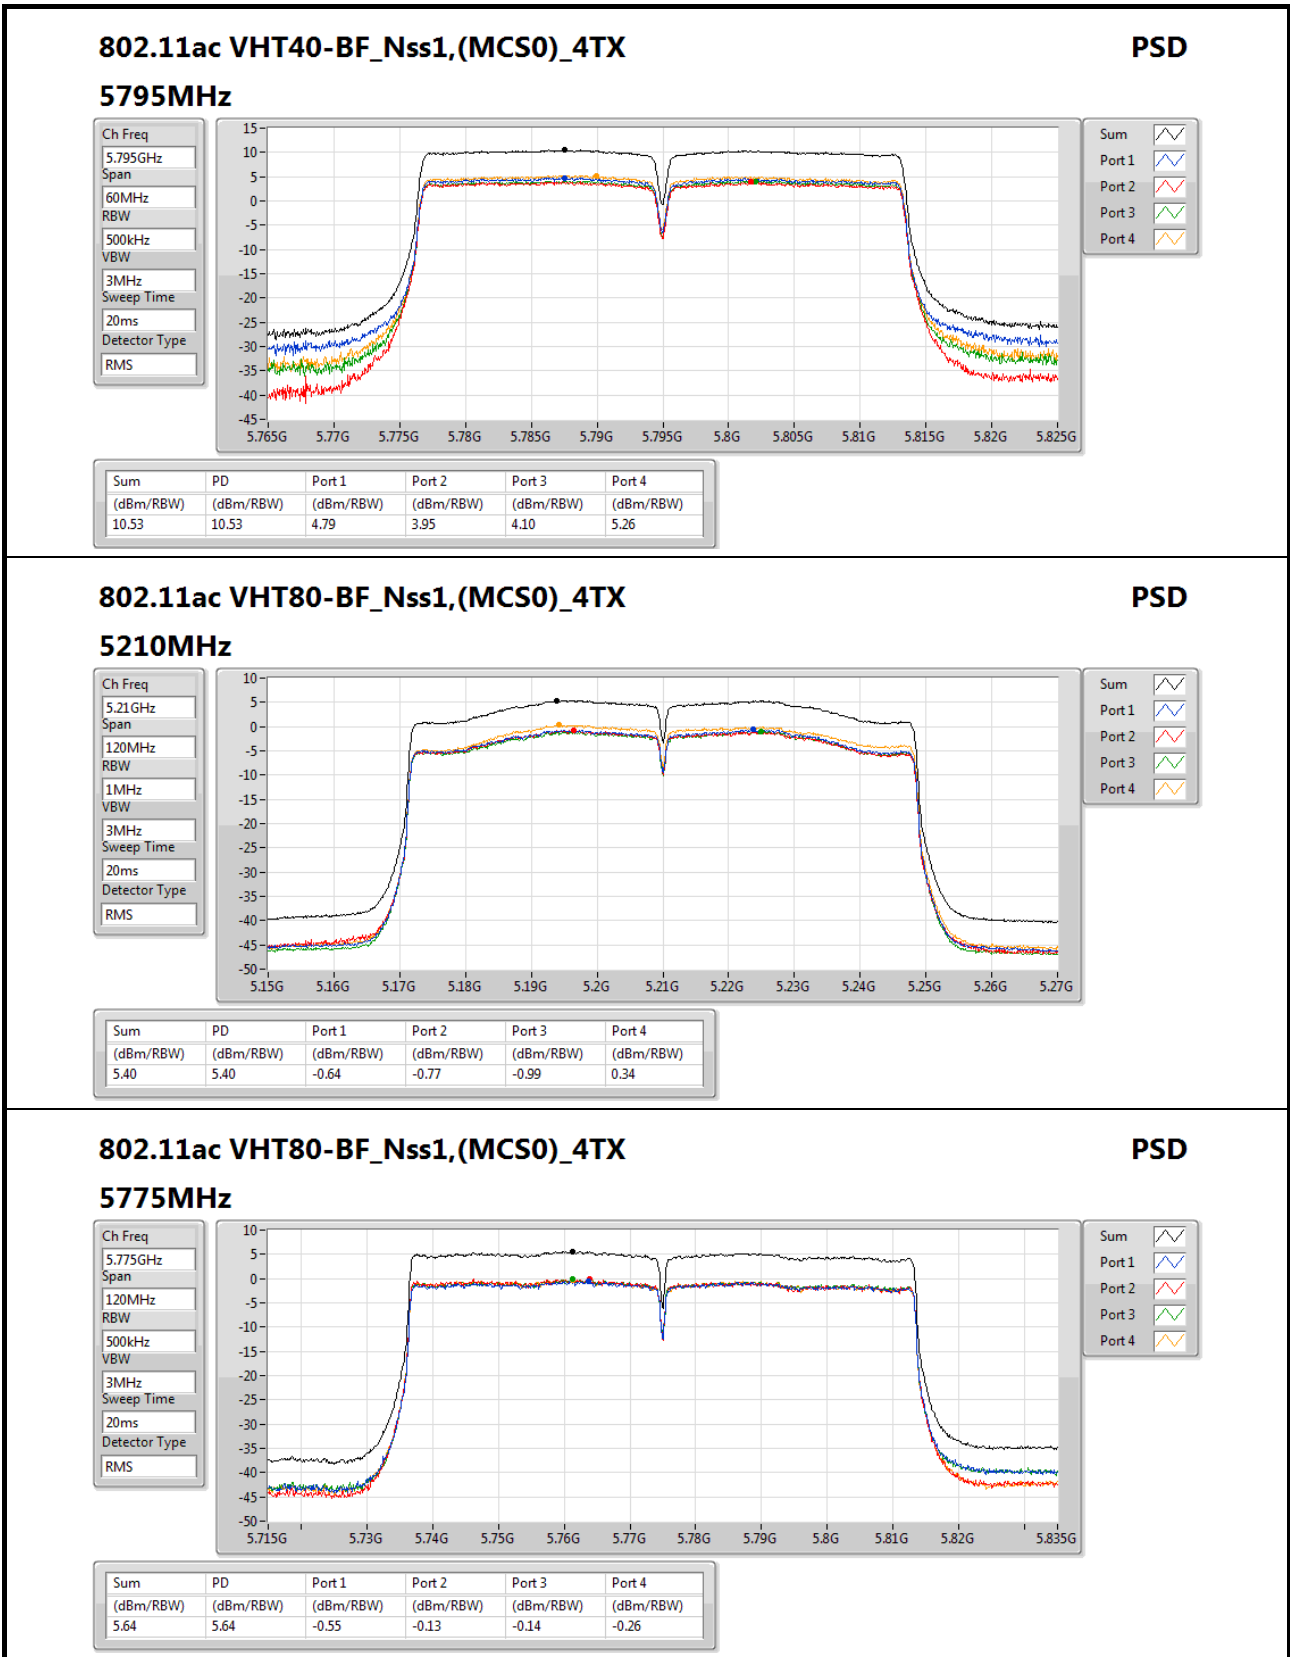 802.11ac VHT40-BF_Nss1,(MCS0)_4TX PSD
5795MHz
Ch Freq
5.795GHz
Span
60MHz
RBW
500kHz
VBW
3MHz
Sweep Time
20ms
Detector Type
RMS
15
10
5
0
-5
-10
-15
-20
-25
-30
-35
-40
-45
5.765G 5.77G 5.775G 5.78G 5.785G 5.79G 5.795G 5.8G 5.805G 5.81G 5.815G 5.82G 5.825G
Sum
Port 1
Port 2
Port 3
Port 4
Sum PD Port 1 Port 2 Port 3 Port 4
(dBm/RBW) (dBm/RBW) (dBm/RBW) (dBm/RBW) (dBm/RBW) (dBm/RBW)
10.53 10.53 4.79 3.95 4.10 5.26
802.11ac VHT80-BF_Nss1,(MCS0)_4TX PSD
5210MHz
Ch Freq
5.21GHz
Span
120MHz
RBW
1MHz
VBW
3MHz
Sweep Time
20ms
Detector Type
RMS
10
5
0
-5
-10
-15
-20
-25
-30
-35
-40
-45
-50
5.15G 5.16G 5.17G 5.18G 5.19G 5.2G 5.21G 5.22G 5.23G 5.24G 5.25G 5.26G 5.27G
Sum
Port 1
Port 2
Port 3
Port 4
Sum PD Port 1 Port 2 Port 3 Port 4
(dBm/RBW) (dBm/RBW) (dBm/RBW) (dBm/RBW) (dBm/RBW) (dBm/RBW)
5.40 5.40 -0.64 -0.77 -0.99 0.34
802.11ac VHT80-BF_Nss1,(MCS0)_4TX PSD
5775MHz
Ch Freq
5.775GHz
Span
120MHz
RBW
500kHz
VBW
3MHz
Sweep Time
20ms
Detector Type
RMS
10
5
0
-5
-10
-15
-20
-25
-30
-35
-40
-45
-50
5.715G 5.73G 5.74G 5.75G 5.76G 5.77G 5.78G 5.79G 5.8G 5.81G 5.82G 5.835G
Sum
Port 1
Port 2
Port 3
Port 4
Sum PD Port 1 Port 2 Port 3 Port 4
(dBm/RBW) (dBm/RBW) (dBm/RBW) (dBm/RBW) (dBm/RBW) (dBm/RBW)
5.64 5.64 -0.55 -0.13 -0.14 -0.26